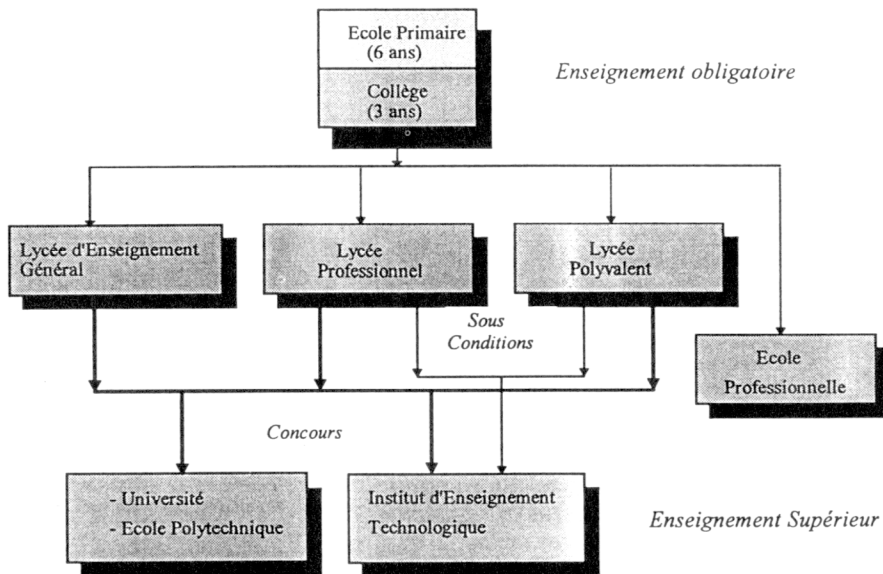 Ecole Primaire
(6 ans)
Enseignement obligatoire
Collège
(3 ans)
Lycée d'Enseignement
Général
Lycée
Professionnel
Lycée
Polyvalent
Sous
Conditions
Ecole
Professionnelle
Concours
- Université
- Ecole Polytechnique
Institut d'Enseignement
Technologique
Enseignement Supérieur